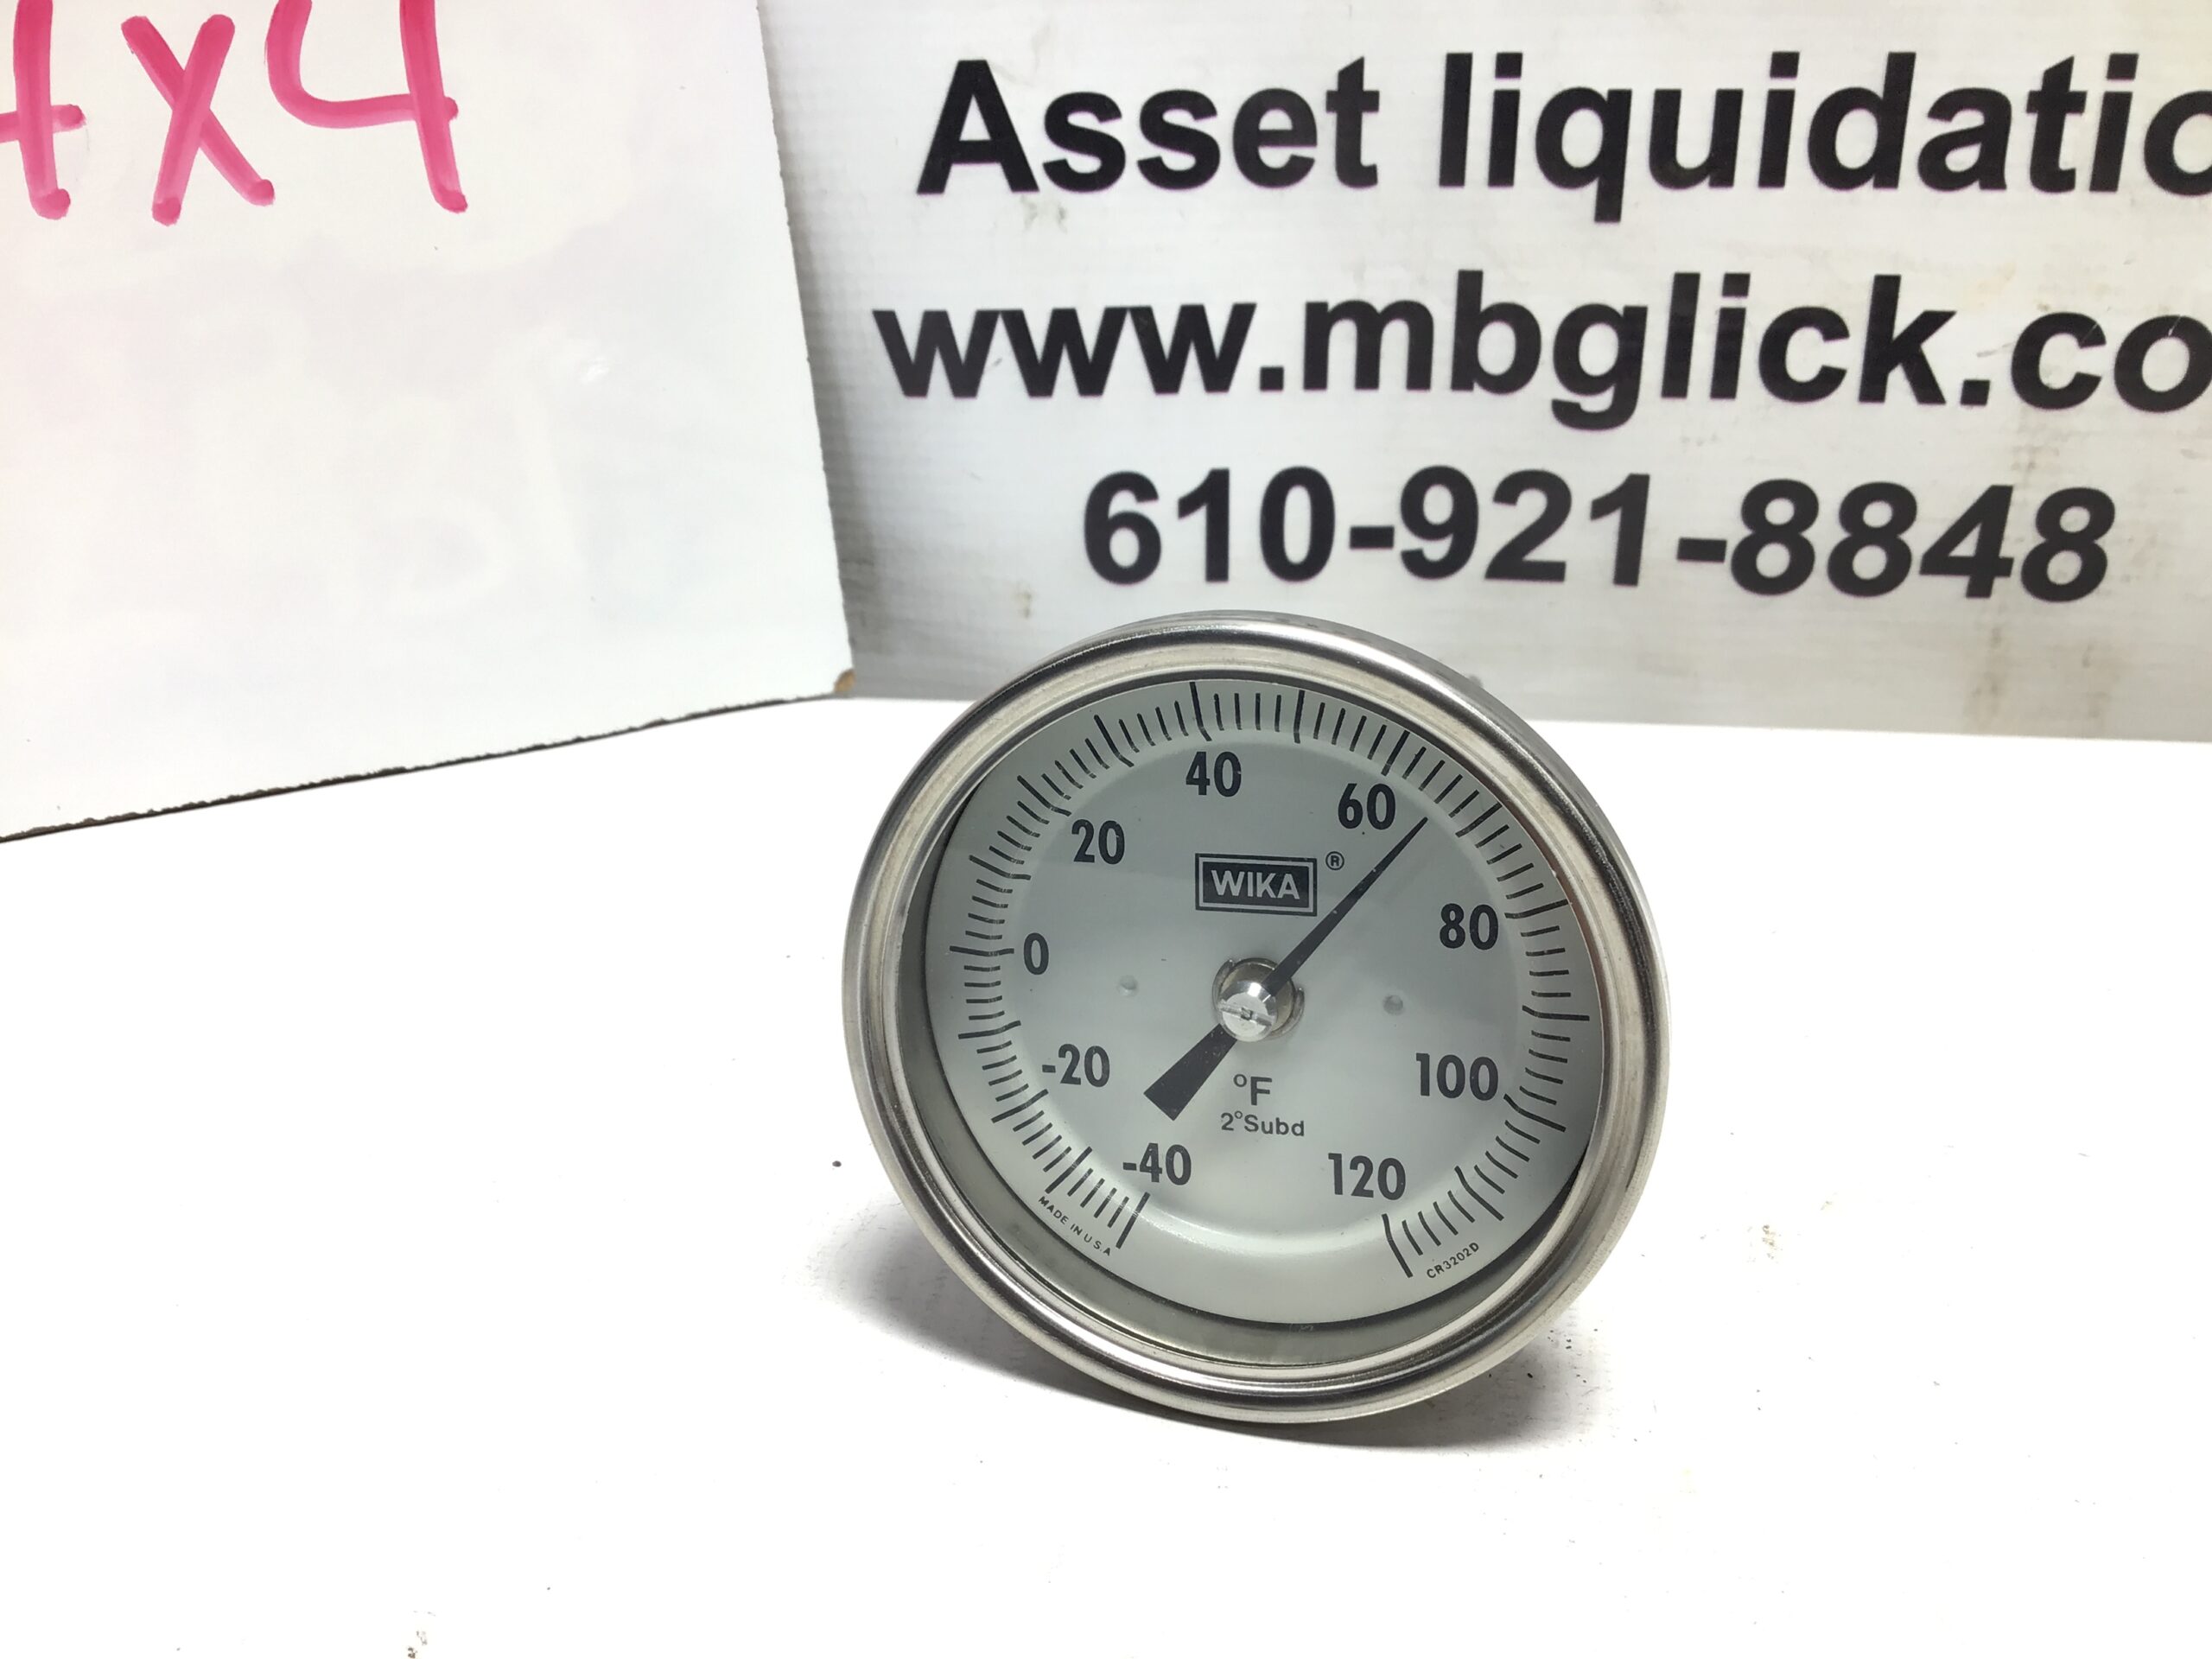 4x4
Asset liquidatio
www.mbglick.co
610-921-8848
40
60
20
WIKA ®
80
0
-20
100
°F
2°Subd
-40
120
MADE IN USA
CR3202D